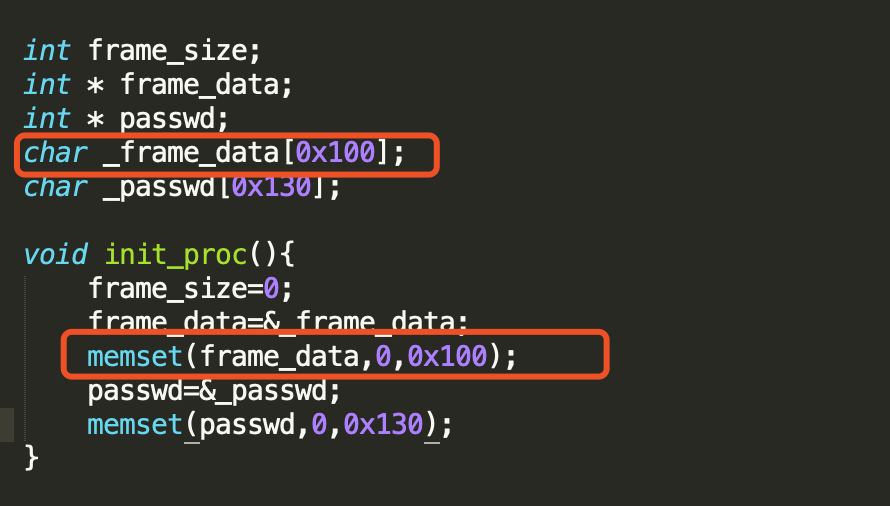 int frame_size;
int * frame_data;
int * passwd;
char _frame_data[0x100];
char _passwd[0x130];
void init_proc(){
frame_size=0;
frame_data=&_frame_data;
memset(frame_data,0,0x100);
passwd=&_passwd;
memset(passwd,0,0x130);
}